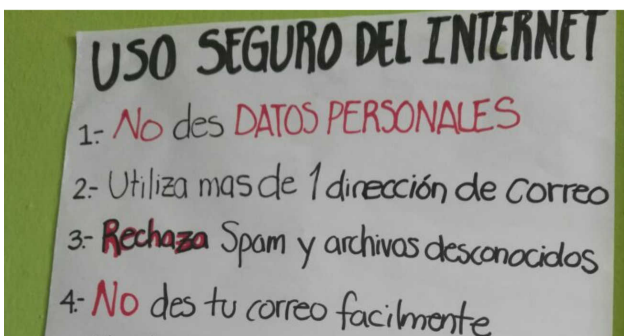 USO SEGURO DEL INTERNET
1.- No des DATOS PERSONALES
2.- Utiliza mas de 1 dirección de Correo
3.- Rechaza Spam y archivos desconocidos
4.- NO des tu correo facilmente